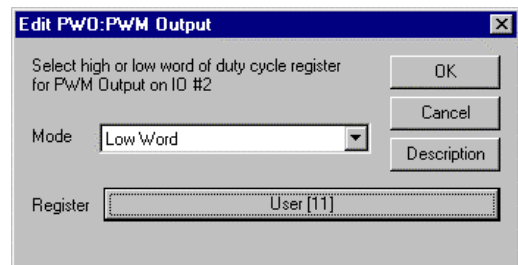 Edit PWO:PWM Output
Select high or low word of duty cycle register
for PWM Output on IO #2
OK
Cancel
Mode
Low Word
Description
Register
User [11]